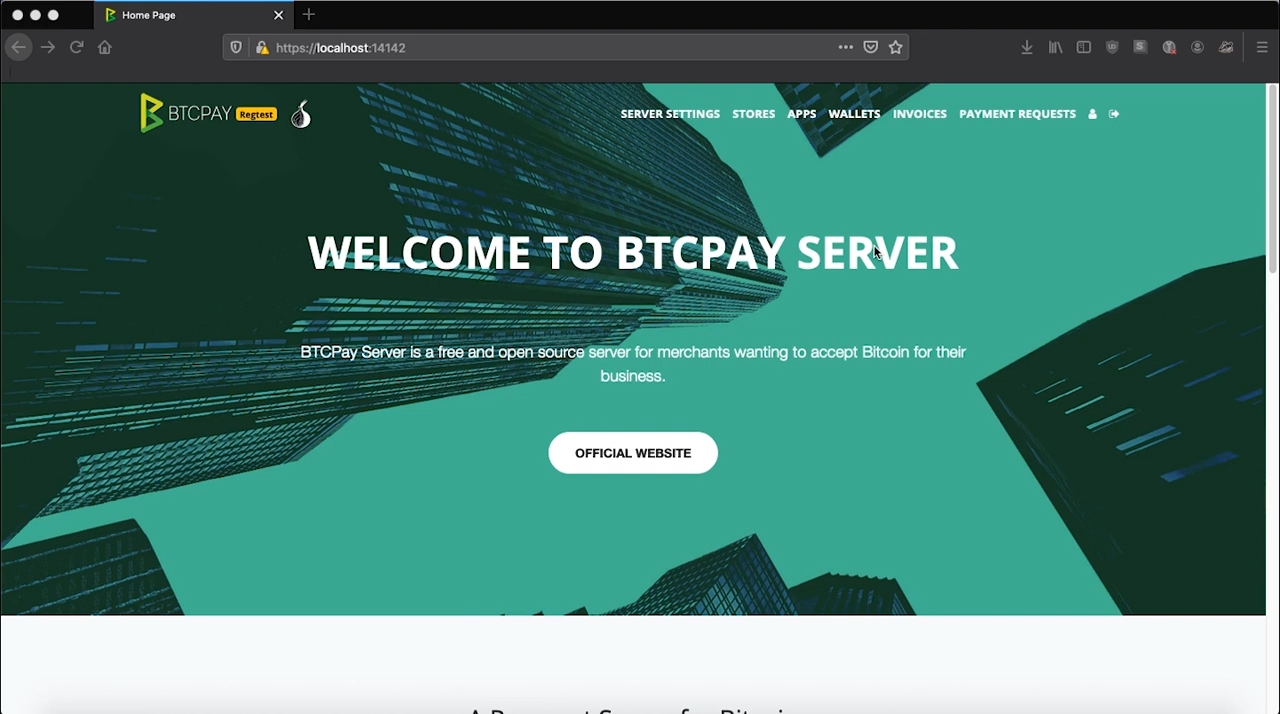 Home Page
https://localhost:14142
BTCPAY Regtest
SERVER SETTINGS STORES APPS WALLETS INVOICES PAYMENT REQUESTS
WELCOME TO BTCPAY SERVER
BTCPay Server is a free and open source server for merchants wanting to accept Bitcoin for their
business.
OFFICIAL WEBSITE